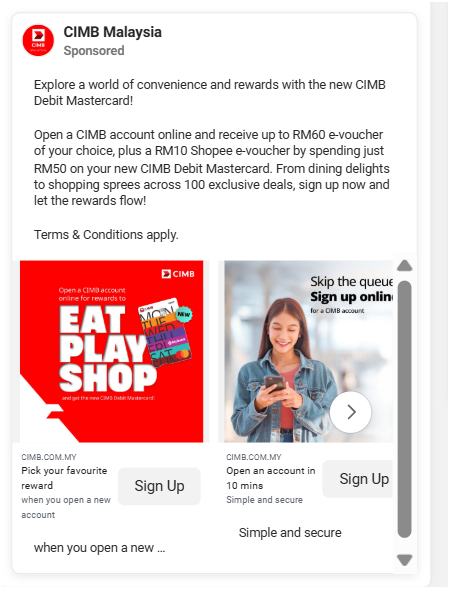 CIMB Malaysia
Sponsored
Explore a world of convenience and rewards with the new CIMB
Debit Mastercard!
Open a CIMB account online and receive up to RM60 e-voucher
of your choice, plus a RM10 Shopee e-voucher by spending just
RM50 on your new CIMB Debit Mastercard. From dining delights
to shopping sprees across 100 exclusive deals, sign up now and
let the rewards flow!
Terms & Conditions apply.
CIMB
Open a CIMB account
online for rewards to
EAT
PLAY
SHOP
NEW
MON
TUE
WED
THU
FRI
SAT
and get the new CIMB Debit Mastercard!
CIMB.COM.MY
Pick your favourite
reward
when you open a new
account
Sign Up
when you open a new ...
Skip the queue
Sign up onlin
for a CIMB account
CIMB.COM.MY
Open an account in
10 mins
Simple and secure
Sign Up
Simple and secure